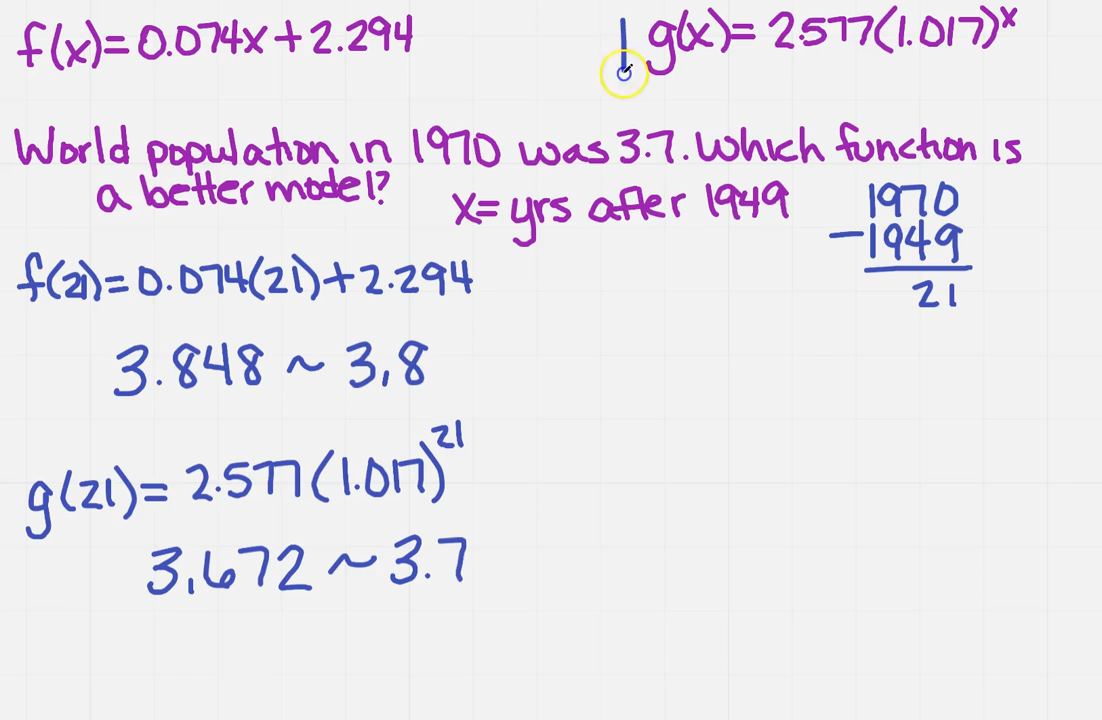 f(x)=0.074x+2.294
g(x)= 2.577(1.017)^x
World population in 1970 was 3.7. Which function is
a better model?
x= yrs after 1949
1970
-1949
21
f(21)=0.074(21)+2.294
3.848 ~ 3,8
g(21)= 2.577(1.017)^21
3,672 ~ 3.7